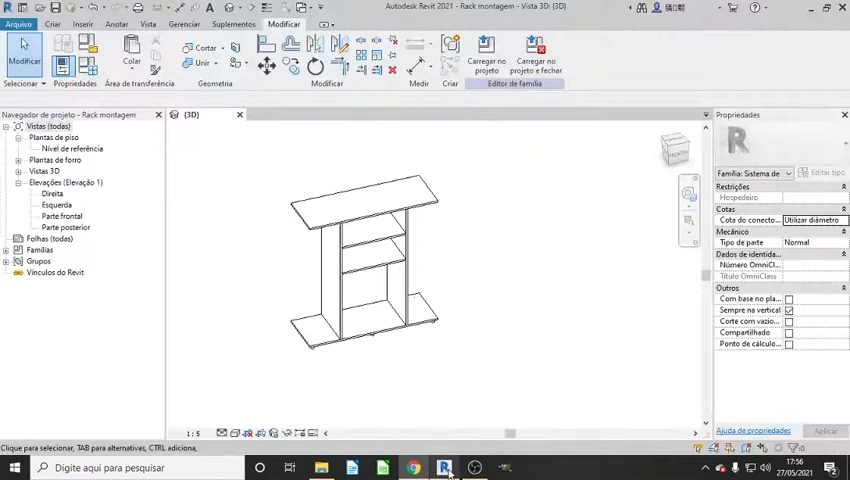 Autodesk Revit 2021 - Rack montagem - Vista 3D: {3D}
Arquivo Criar Inserir Anotar Vista Gerenciar Suplementos Modificar
Modificar
Colar
Cortar
Unir
Carregar no projeto
Carregar no projeto e fechar
Selecionar Propriedades Área de transferência Geometria Modificar Medir Criar Editor de família
Navegador de projeto - Rack montagem
{3D}
Propriedades
Vistas (todas)
Plantas de piso
Nível de referência
Plantas de forro
Vistas 3D
Elevações (Elevação 1)
Direita
Esquerda
Parte frontal
Parte posterior
Folhas (todas)
Famílias
Grupos
Vínculos do Revit
Família: Sistema de Editar tipo
Restrições
Hospedeiro
Cotas
Cota do conecto... Utilizar diâmetro
Mecânico
Tipo de parte Normal
Dados de identida...
Número OmniCl...
Título OmniClass
Outros
Com base no pla...
Sempre na vertical
Corte com vazio...
Compartilhado
Ponto de cálculo...
Ajuda de propriedades Aplicar
1 : 5
Clique para selecionar, TAB para alternativas, CTRL adiciona,
:0
Digite aqui para pesquisar
17:56
27/05/2021